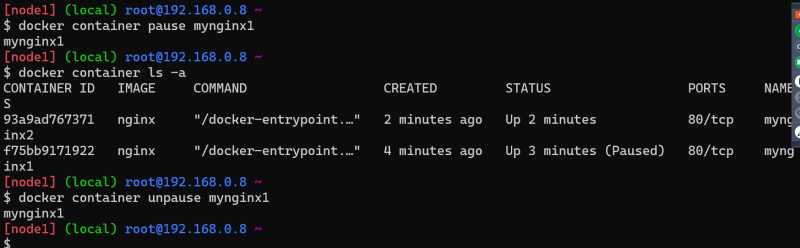 [node1] (local) root@192.168.0.8 ~
$ docker container pause mynginx1
mynginx1
[node1] (local) root@192.168.0.8 ~
$ docker container ls -a
CONTAINER ID   IMAGE     COMMAND                  CREATED         STATUS                  PORTS     NAME
S
93a9ad767371   nginx     "/docker-entrypoint.…"   2 minutes ago   Up 2 minutes            80/tcp    myng
inx2
f75bb9171922   nginx     "/docker-entrypoint.…"   4 minutes ago   Up 3 minutes (Paused)   80/tcp    myng
inx1
[node1] (local) root@192.168.0.8 ~
$ docker container unpause mynginx1
mynginx1
[node1] (local) root@192.168.0.8 ~
$